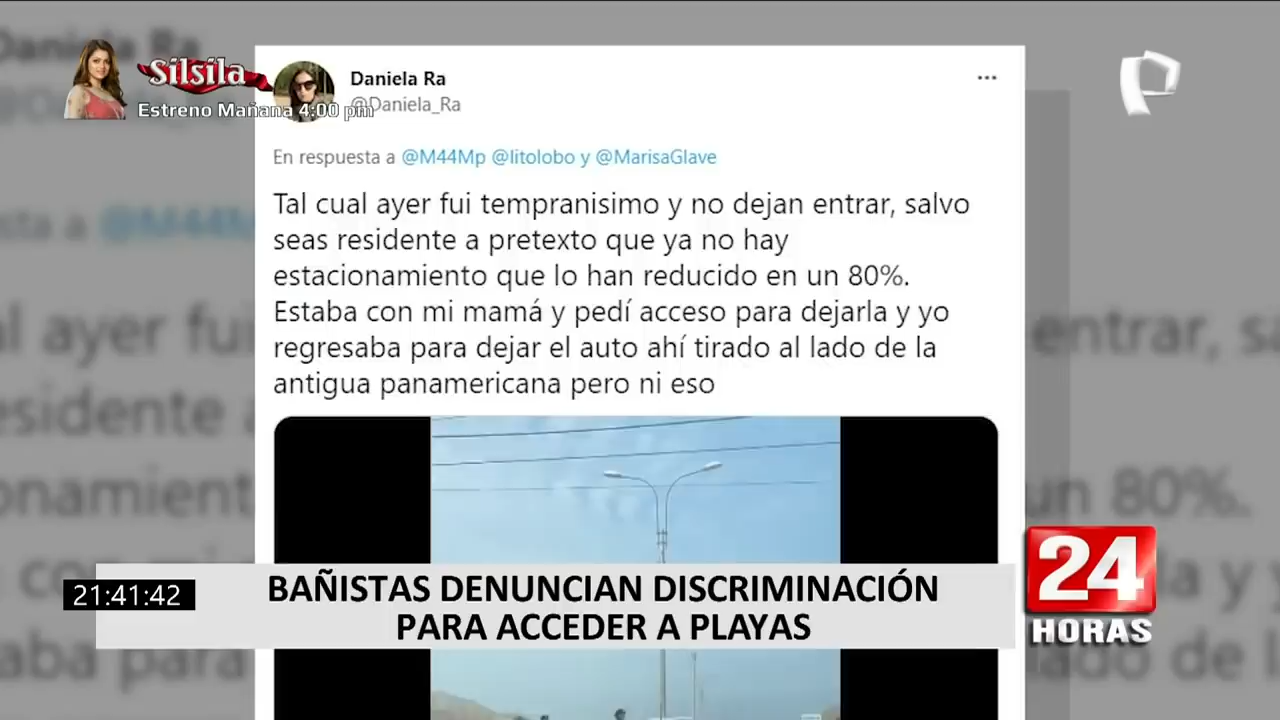 Silsila
Estreno Mañana 4:00 pm
Daniela Ra
@Daniela_Ra
En respuesta a @M44Mp @litolobo y @MarisaGlave
Tal cual ayer fui tempranisimo y no dejan entrar, salvo
seas residente a pretexto que ya no hay
estacionamiento que lo han reducido en un 80%.
Estaba con mi mamá y pedí acceso para dejarla y yo
regresaba para dejar el auto ahí tirado al lado de la
antigua panamericana pero ni eso
21:41:42
BAÑISTAS DENUNCIAN DISCRIMINACIÓN
PARA ACCEDER A PLAYAS
24
HORAS